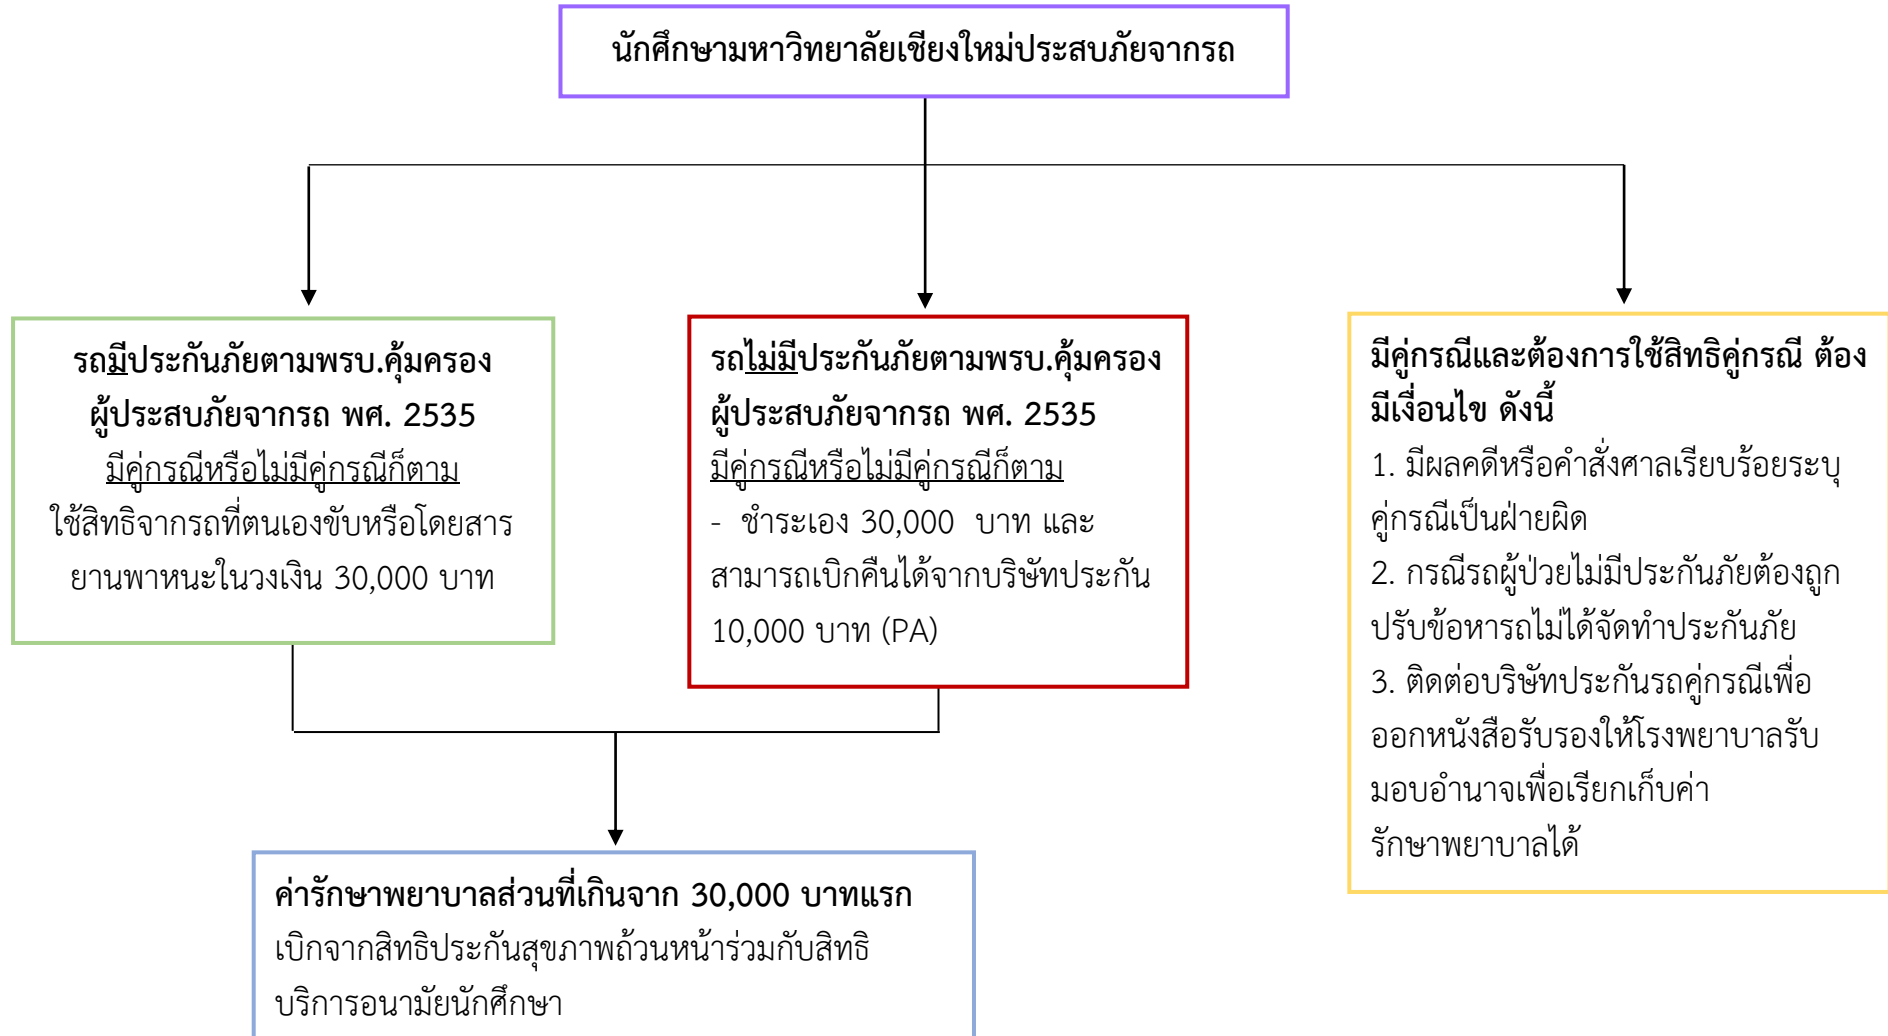 นักศึกษามหาวิทยาลัยเชียงใหม่ประสบภัยจากรถ
รถมีประกันภัยตามพรบ.คุ้มครอง
ผู้ประสบภัยจากรถ พศ. 2535
มีคู่กรณีหรือไม่มีคู่กรณีก็ตาม
ใช้สิทธิจากรถที่ตนเองขับหรือโดยสาร
ยานพาหนะในวงเงิน 30,000 บาท
รถไม่มีประกันภัยตามพรบ.คุ้มครอง
ผู้ประสบภัยจากรถ พศ. 2535
มีคู่กรณีหรือไม่มีคู่กรณีก็ตาม
- ชำระเอง 30,000 บาท และ
สามารถเบิกคืนได้จากบริษัทประกัน
10,000 บาท (PA)
มีคู่กรณีและต้องการใช้สิทธิคู่กรณี ต้อง
มีเงื่อนไข ดังนี้
1. มีผลคดีหรือคำสั่งศาลเรียบร้อยระบุ
คู่กรณีเป็นฝ่ายผิด
2. กรณีรถผู้ป่วยไม่มีประกันภัยต้องถูก
ปรับข้อหารถไม่ได้จัดทำประกันภัย
3. ติดต่อบริษัทประกันรถคู่กรณีเพื่อ
ออกหนังสือรับรองให้โรงพยาบาลรับ
มอบอำนาจเพื่อเรียกเก็บค่า
รักษาพยาบาลได้
ค่ารักษาพยาบาลส่วนที่เกินจาก 30,000 บาทแรก
เบิกจากสิทธิประกันสุขภาพถ้วนหน้าร่วมกับสิทธิ
บริการอนามัยนักศึกษา